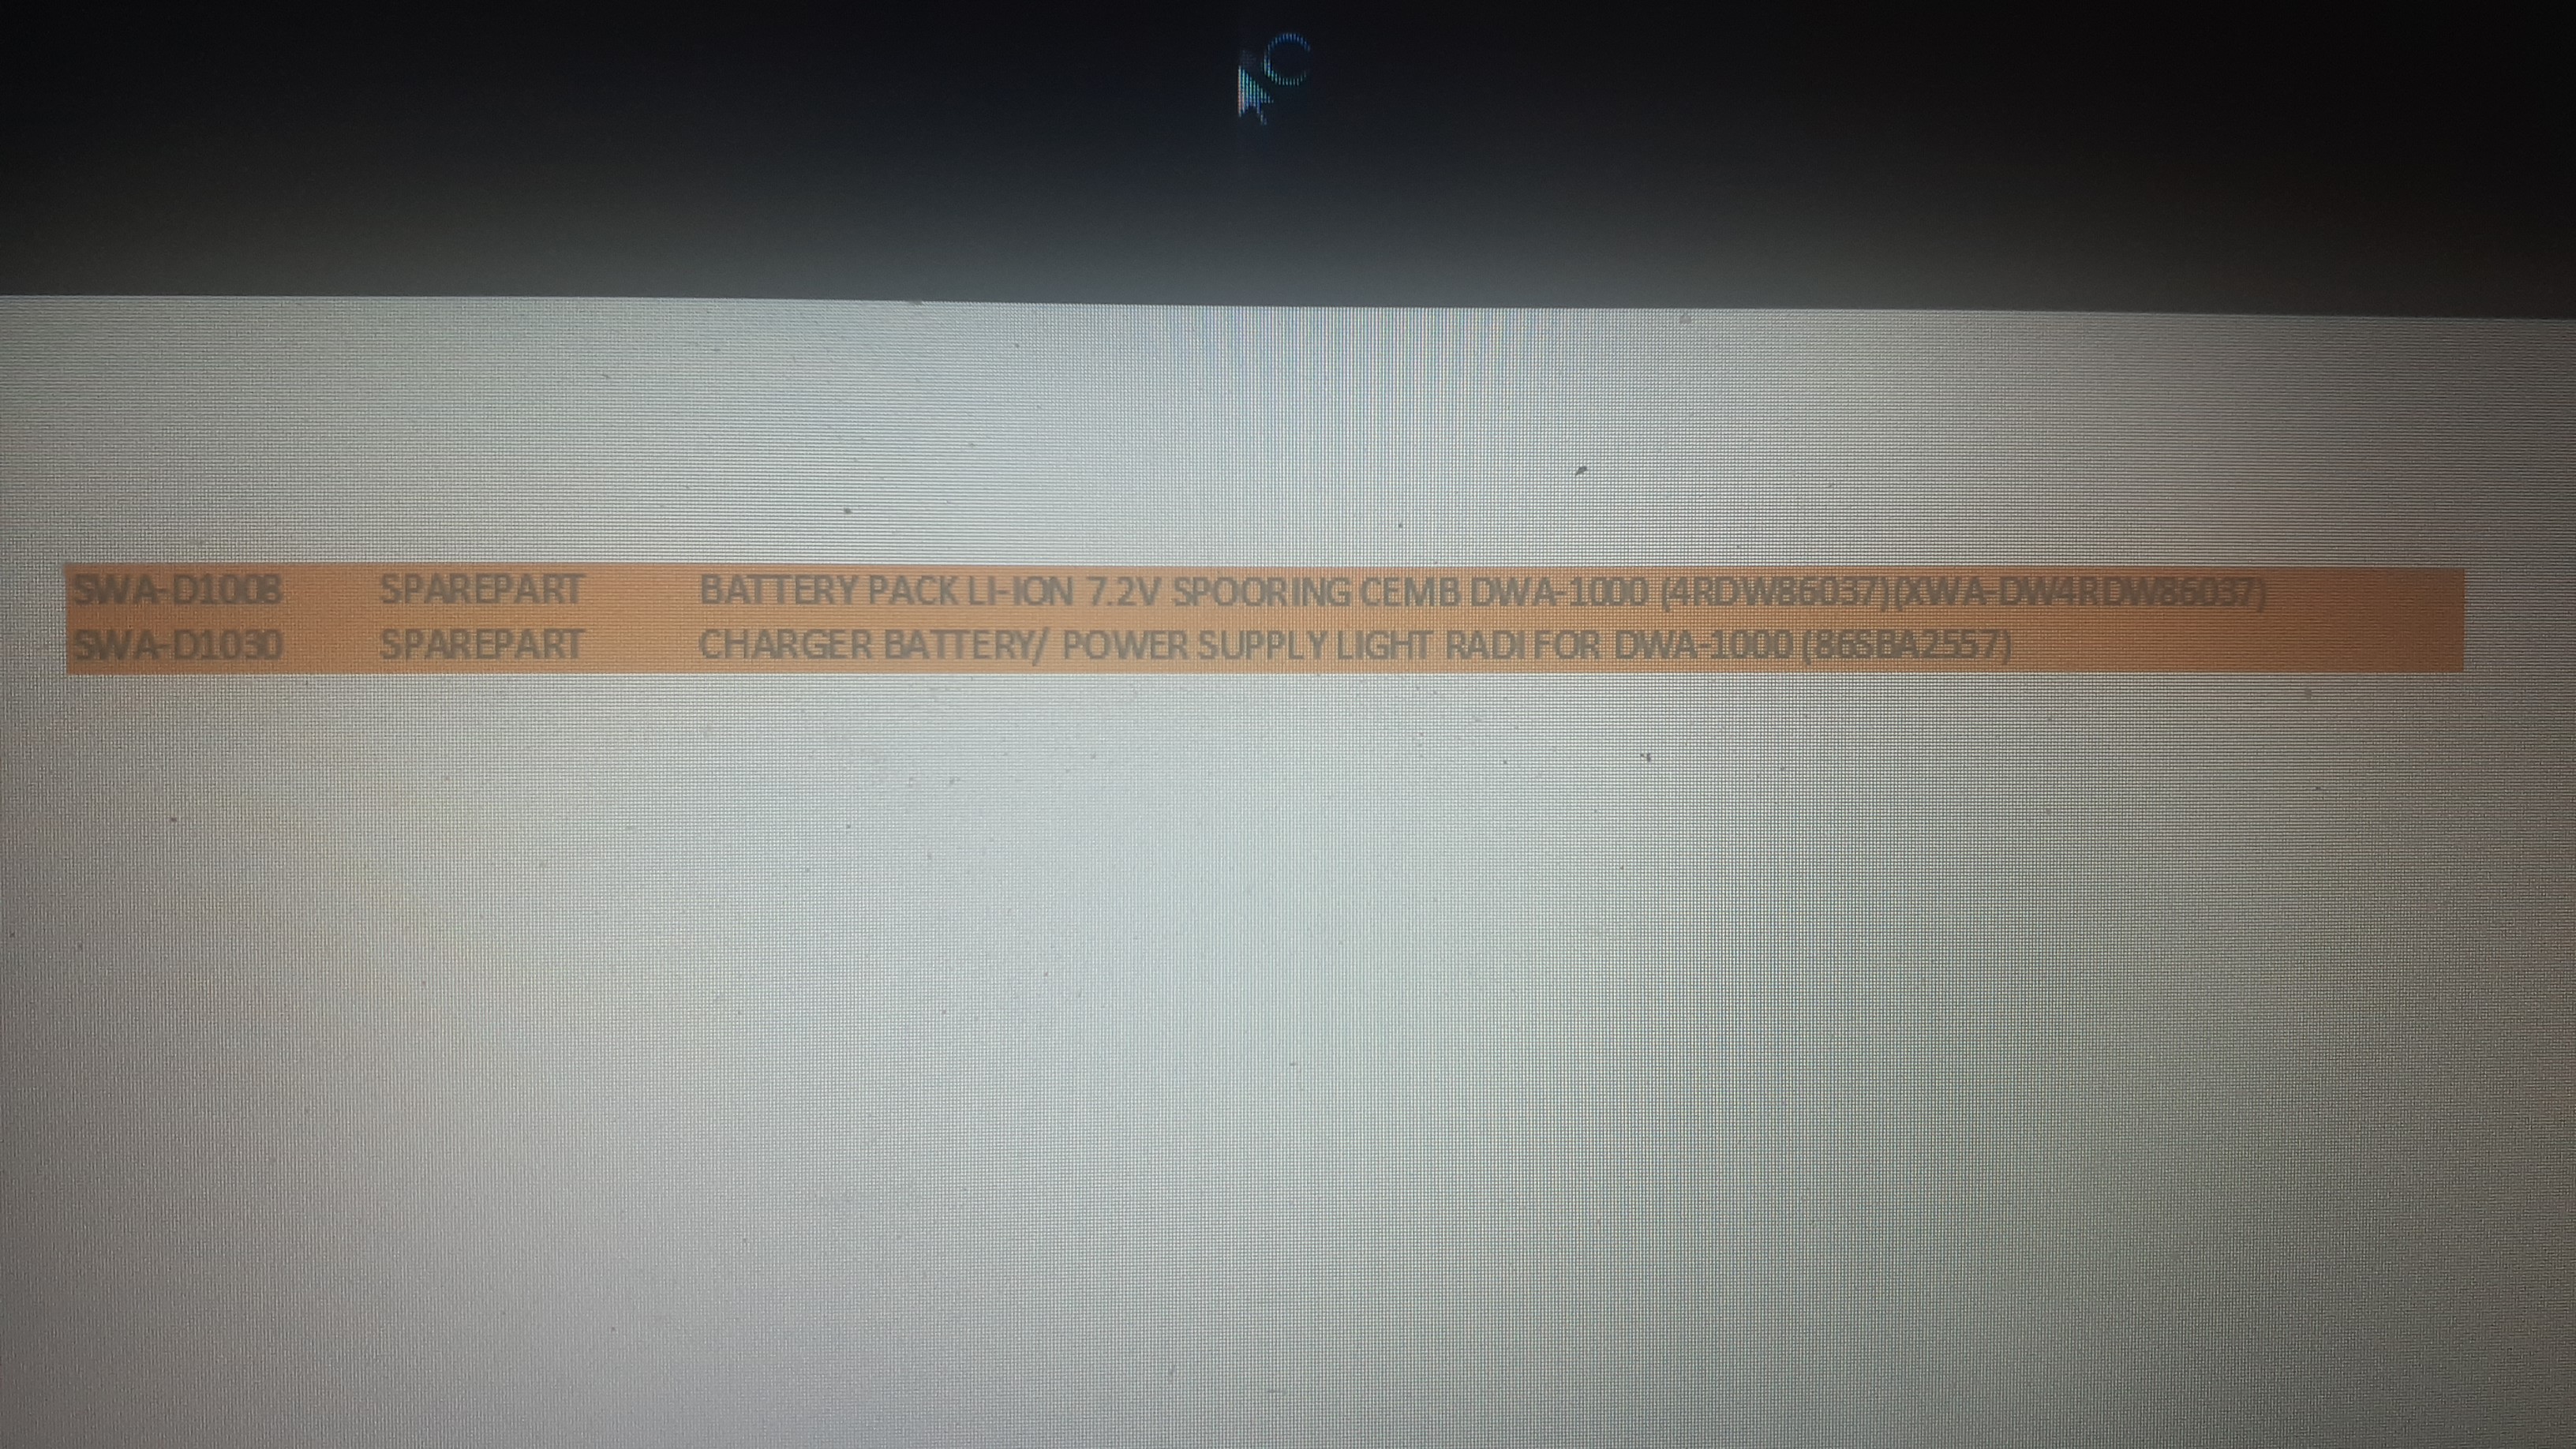 SWA-D1008 SPAREPART BATTERY PACK LI-ION 7.2V SPOORING CEMB DWA-1000 (4RDW86037)(XWA-DW4RDW86037)
SWA-D1030 SPAREPART CHARGER BATTERY/ POWER SUPPLY LIGHT RADI FOR DWA-1000 (86SBA2557)